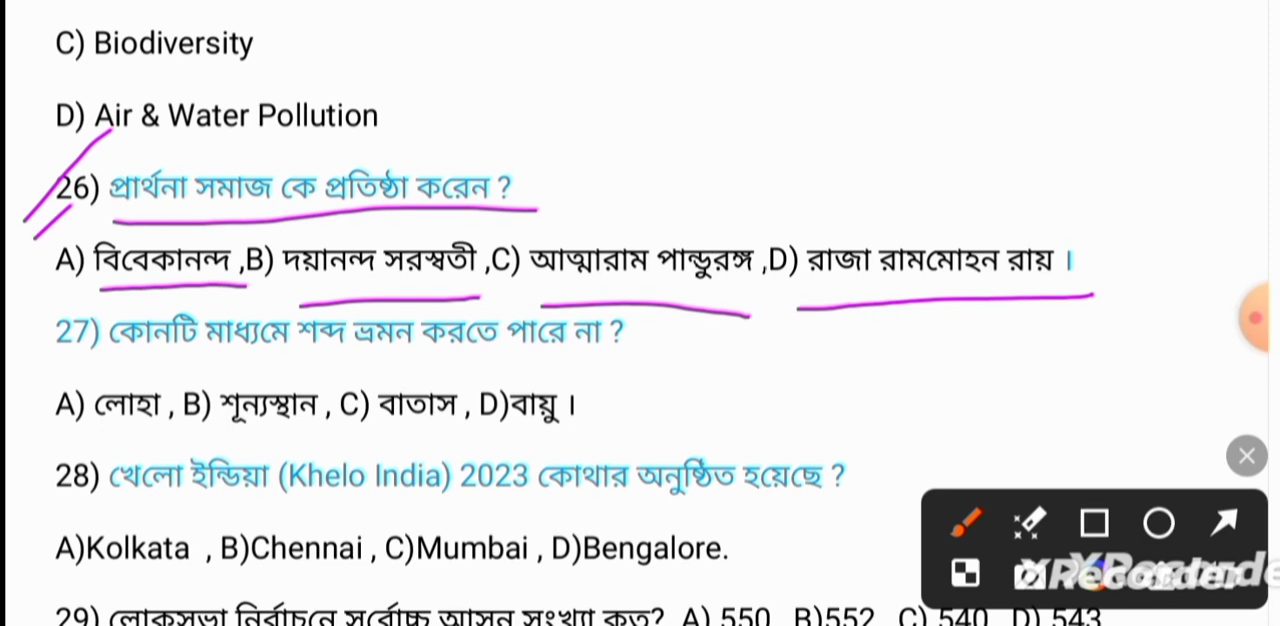 C) Biodiversity
D) Air & Water Pollution
26) প্রার্থনা সমাজ কে প্রতিষ্ঠা করেন ?
A) বিবেকানন্দ ,B) দয়ানন্দ সরস্বতী ,C) আত্মারাম পান্ডুরঙ্গ ,D) রাজা রামমোহন রায় ।
27) কোনটি মাধ্যমে শব্দ ভ্রমন করতে পারে না ?
A) লোহা , B) শূন্যস্থান , C) বাতাস , D)বায়ু ।
28) খেলো ইন্ডিয়া (Khelo India) 2023 কোথার অনুষ্ঠিত হয়েছে ?
A)Kolkata , B)Chennai , C)Mumbai , D)Bengalore.
XRecorder
29) লোকসভা নির্বাচনে সর্বোচ্চ আসন সংখ্যা কত? A) 550 B)552 C) 540 D) 543